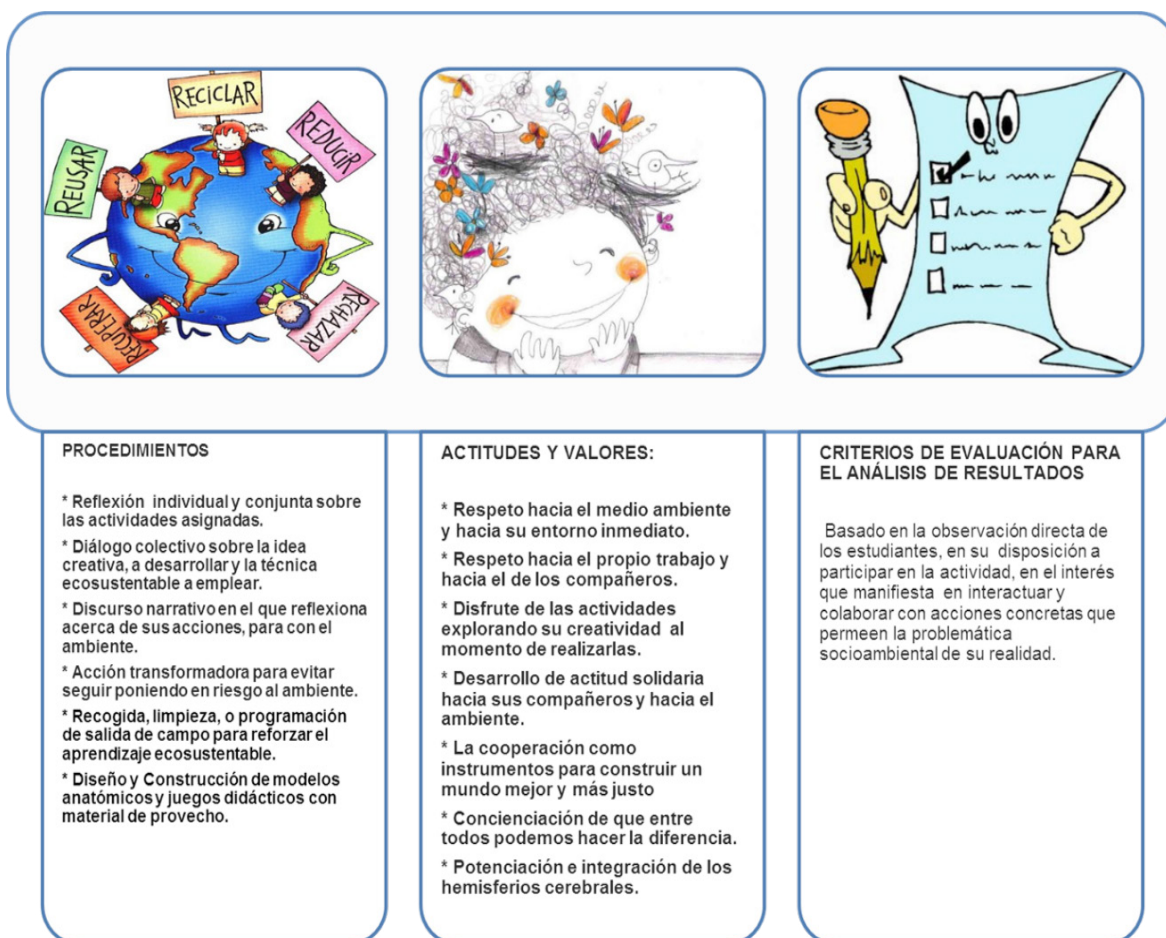 RECICLAR
REDUCIR
REUSAR
RECUPERAR
RECHAZAR
PROCEDIMIENTOS
* Reflexión individual y conjunta sobre
las actividades asignadas.
* Diálogo colectivo sobre la idea
creativa, a desarrollar y la técnica
ecosustentable a emplear.
* Discurso narrativo en el que reflexiona
acerca de sus acciones, para con el
ambiente.
* Acción transformadora para evitar
seguir poniendo en riesgo al ambiente.
* Recogida, limpieza, o programación
de salida de campo para reforzar el
aprendizaje ecosustentable.
* Diseño y Construcción de modelos
anatómicos y juegos didácticos con
material de provecho.
ACTITUDES Y VALORES:
* Respeto hacia el medio ambiente
y hacia su entorno inmediato.
* Respeto hacia el propio trabajo y
hacia el de los compañeros.
* Disfrute de las actividades
explorando su creatividad al
momento de realizarlas.
* Desarrollo de actitud solidaria
hacia sus compañeros y hacia el
ambiente.
* La cooperación como
instrumentos para construir un
mundo mejor y más justo
* Concienciación de que entre
todos podemos hacer la diferencia.
* Potenciación e integración de los
hemisferios cerebrales.
CRITERIOS DE EVALUACIÓN PARA
EL ANÁLISIS DE RESULTADOS
Basado en la observación directa de
los estudiantes, en su disposición a
participar en la actividad, en el interés
que manifiesta en interactuar y
colaborar con acciones concretas que
permeen la problemática
socioambiental de su realidad.